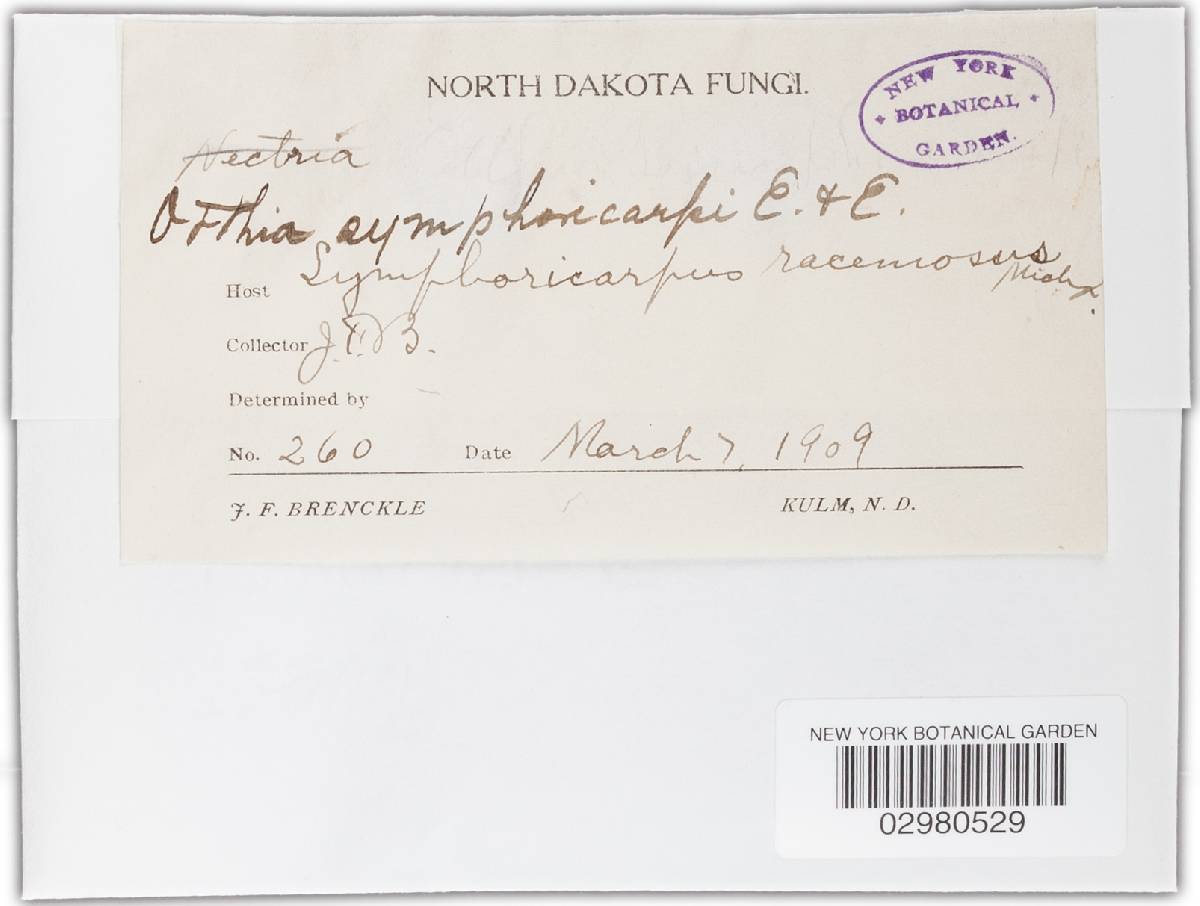 NORTH DAKOTA FUNGI.
NEW YORK
BOTANICAL
GARDEN.
Nectria
Otthia symphoricarpi E. & E.
Host Symphoricarpus racemosus Michx.
Collector J. F. B.
Determined by
No. 260 Date March 7, 1909
J. F. BRENCKLE KULM, N. D.
NEW YORK BOTANICAL GARDEN
02980529